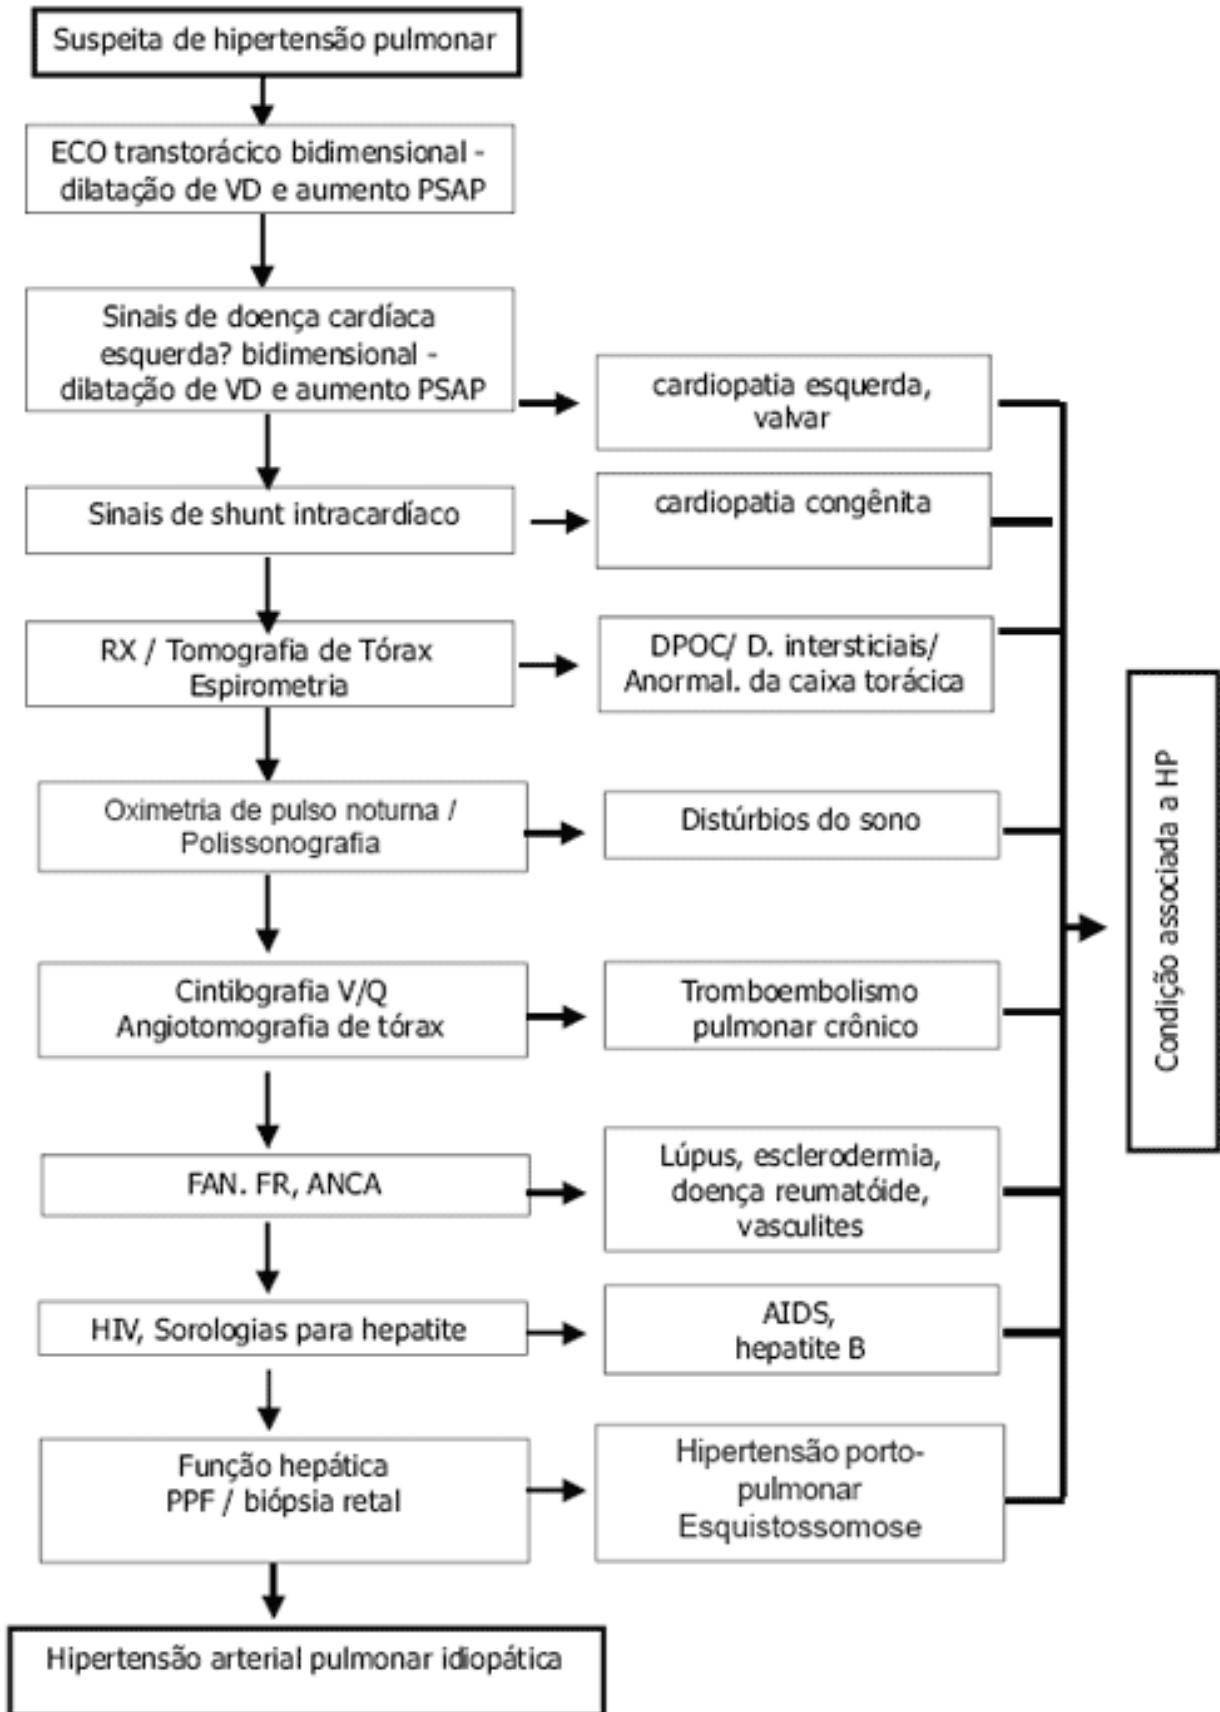 Suspeita de hipertensão pulmonar
ECO transtorácico bidimensional -
dilatação de VD e aumento PSAP
Sinais de doença cardíaca
esquerda? bidimensional -
dilatação de VD e aumento PSAP
cardiopatia esquerda,
valvar
Sinais de shunt intracardíaco
cardiopatia congênita
RX / Tomografia de Tórax
Espirometria
DPOC/ D. intersticiais/
Anormal. da caixa torácica
Oximetria de pulso noturna /
Polissonografia
Distúrbios do sono
Cintilografia V/Q
Angiotomografia de tórax
Tromboembolismo
pulmonar crônico
FAN. FR, ANCA
Lúpus, esclerodermia,
doença reumatóide,
vasculites
HIV, Sorologias para hepatite
AIDS,
hepatite B
Função hepática
PPF / biópsia retal
Hipertensão porto-
pulmonar
Esquistossomose
Hipertensão arterial pulmonar idiopática
Condição associada a HP